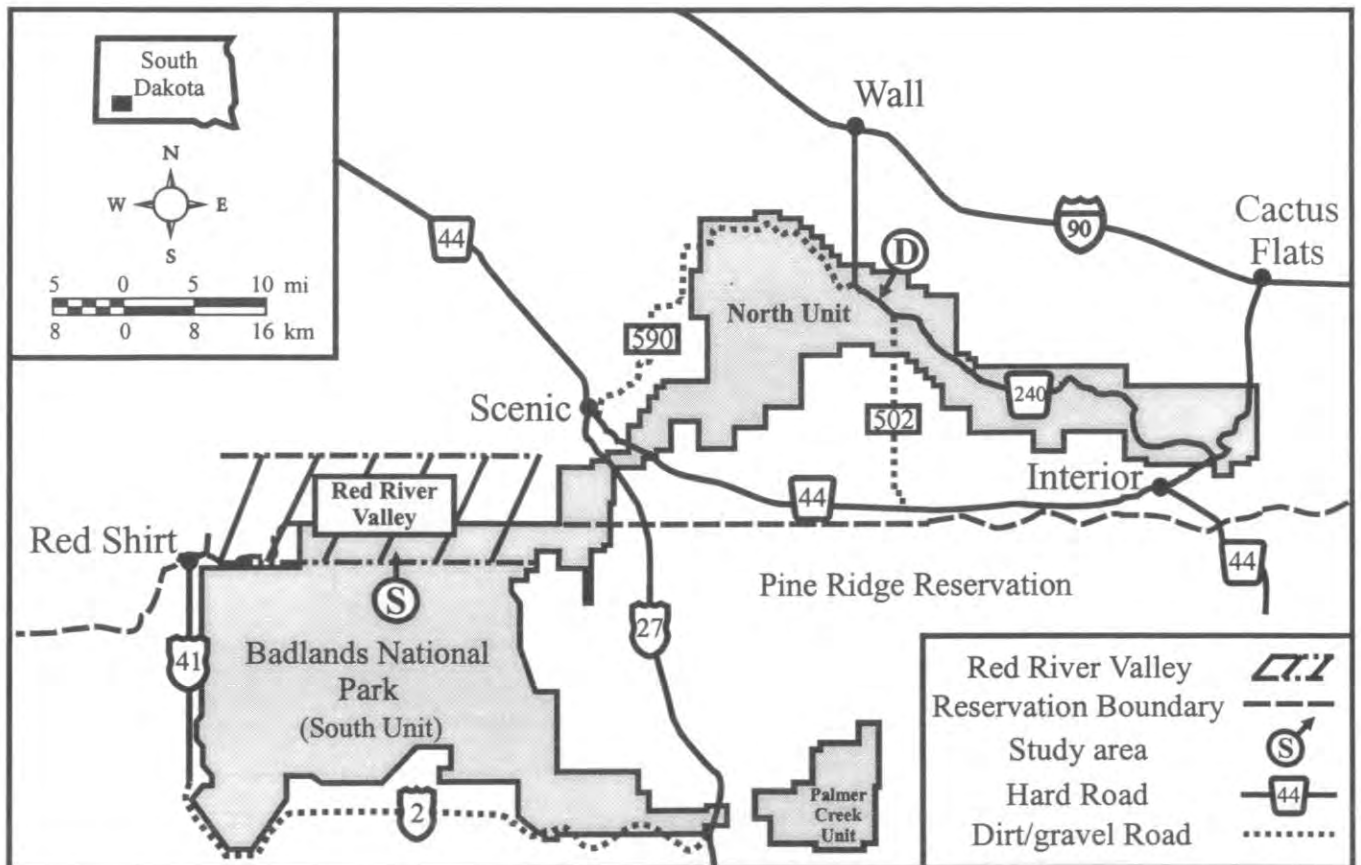 South
Dakota
N
W E
S
5 0 5 10 mi
8 0 8 16 km
44
Wall
90
Cactus
Flats
D
North Unit
590
240
Scenic
502
Interior
44
Red River
Valley
Red Shirt
44
Pine Ridge Reservation
S
27
41
Badlands National
Park
(South Unit)
2
Palmer
Creek
Unit
Red River Valley
Reservation Boundary
Study area
S
Hard Road
44
Dirt/gravel Road